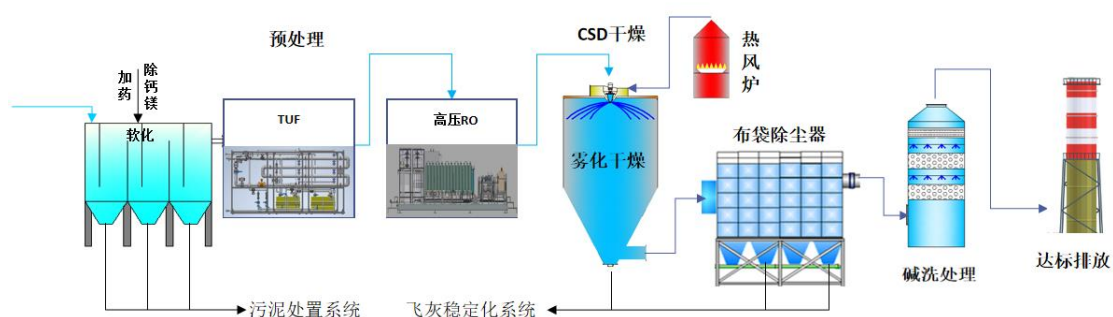 预处理
CSD干燥
热风炉
加药
除钙镁
软化
TUF
高压RO
雾化干燥
布袋除尘器
碱洗处理
达标排放
污泥处置系统
飞灰稳定化系统